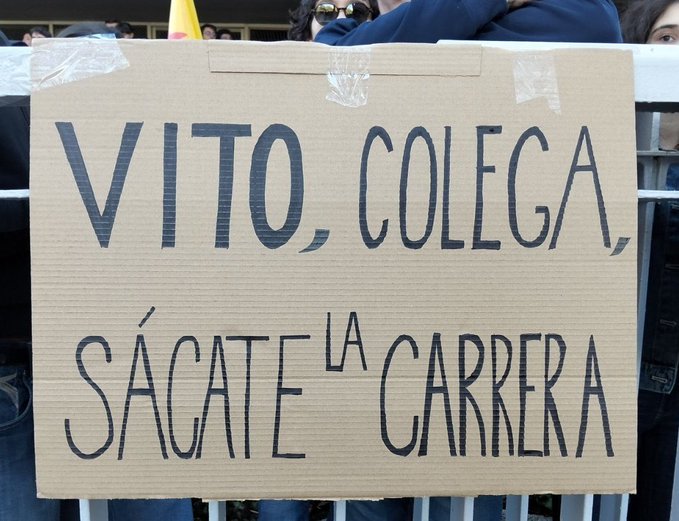 VITO, COLEGA,
SÁCATE LA CARRERA